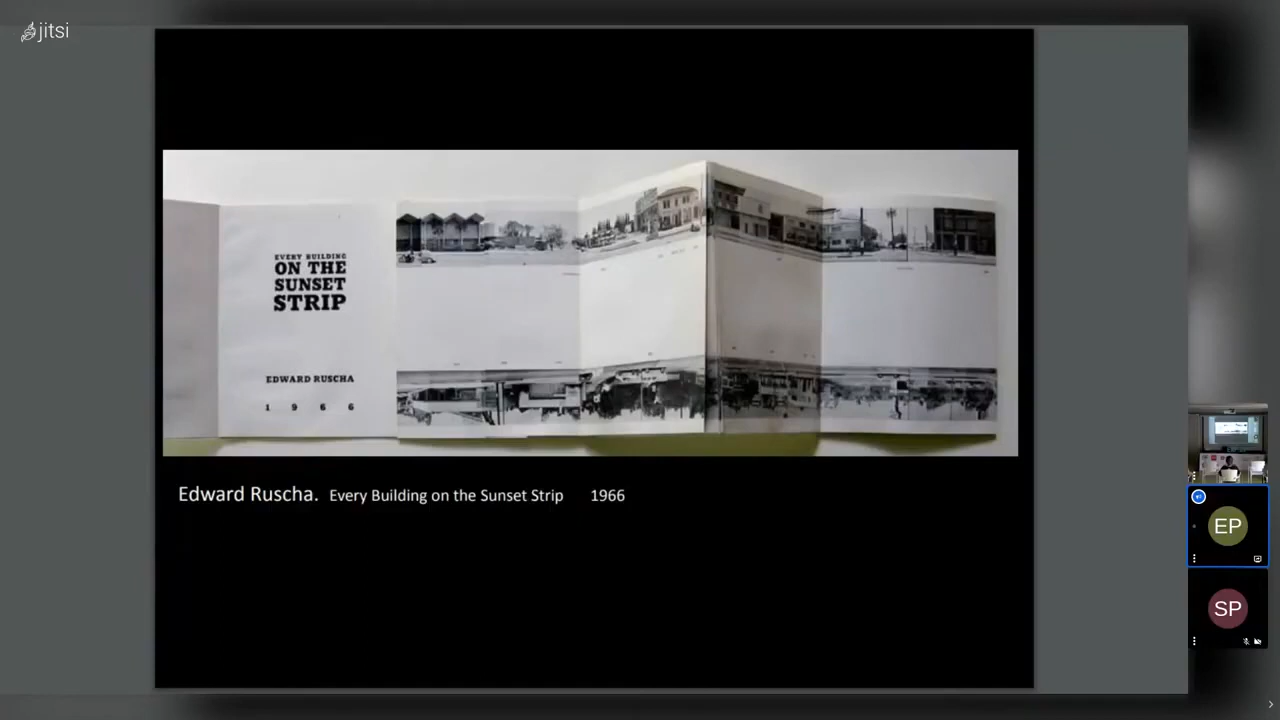 jitsi
EVERY BUILDING
ON THE
SUNSET
STRIP
EDWARD RUSCHA
1 9 6 6
Edward Ruscha. Every Building on the Sunset Strip 1966
EP
SP